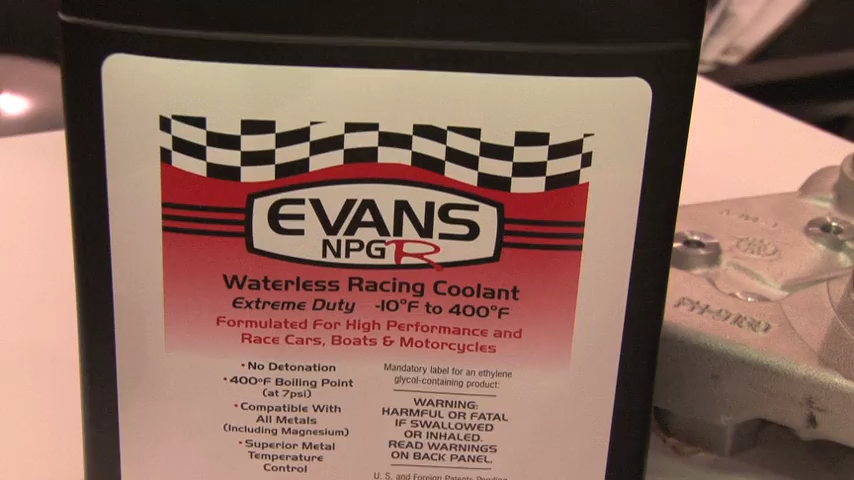 EVANS
NPG R
Waterless Racing Coolant
Extreme Duty -10°F to 400°F
Formulated For High Performance and
Race Cars, Boats & Motorcycles
• No Detonation
• 400°F Boiling Point
(at 7psi)
• Compatible With
All Metals
(Including Magnesium)
• Superior Metal
Temperature
Control
Mandatory label for an ethylene
glycol-containing product:
WARNING:
HARMFUL OR FATAL
IF SWALLOWED
OR INHALED.
READ WARNINGS
ON BACK PANEL.
U. S. and Foreign Patents Pending